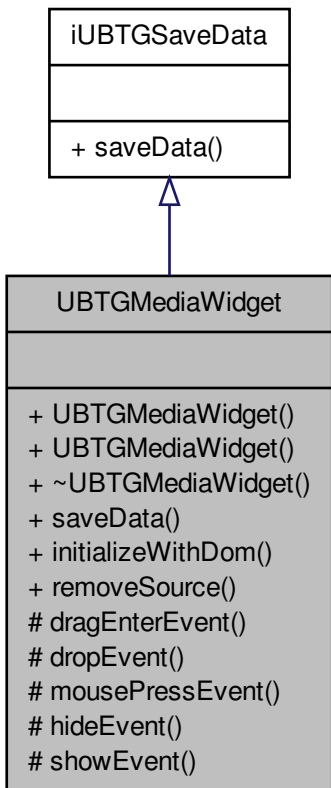 iUBTGSaveData
+ saveData()
UBTGMediaWidget
+ UBTGMediaWidget()
+ UBTGMediaWidget()
+ ~UBTGMediaWidget()
+ saveData()
+ initializeWithDom()
+ removeSource()
# dragEnterEvent()
# dropEvent()
# mousePressEvent()
# hideEvent()
# showEvent()